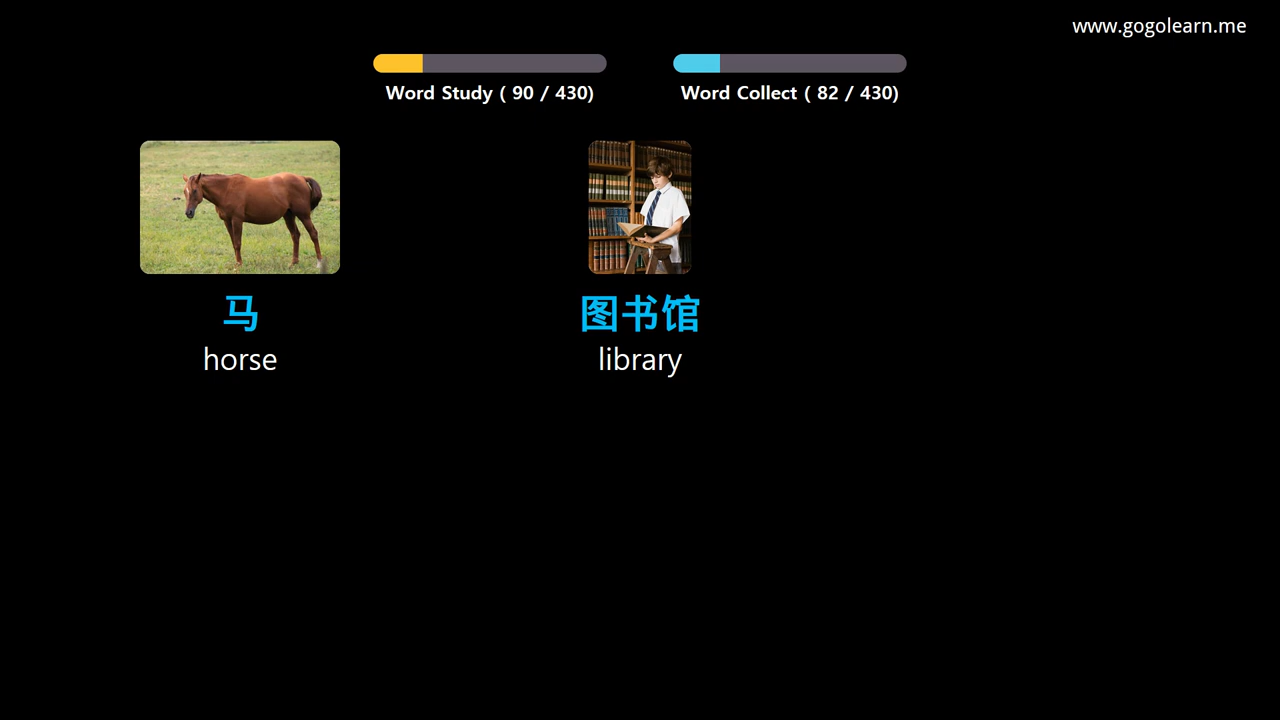 www.gogolearn.me
Word Study ( 90 / 430)
Word Collect ( 82 / 430)
马
horse
图书馆
library